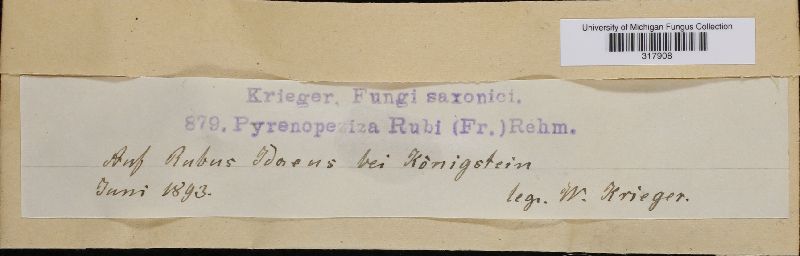 University of Michigan Fungus Collection
317908
Krieger, Fungi saxonici.
879. Pyrenopeziza Rubi (Fr.) Rehm.
Auf Rubus Idaeus bei Königstein
Juni 1893.
leg. W. Krieger.